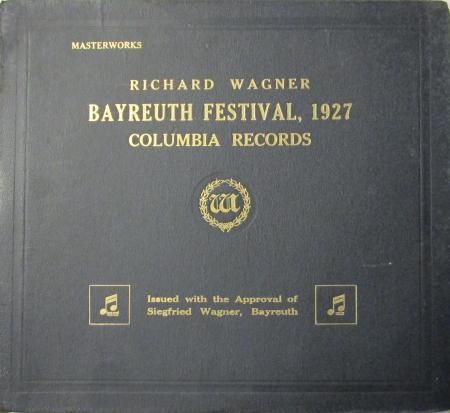 MASTERWORKS
RICHARD WAGNER
BAYREUTH FESTIVAL, 1927
COLUMBIA RECORDS
W
Issued with the Approval of
Siegfried Wagner, Bayreuth